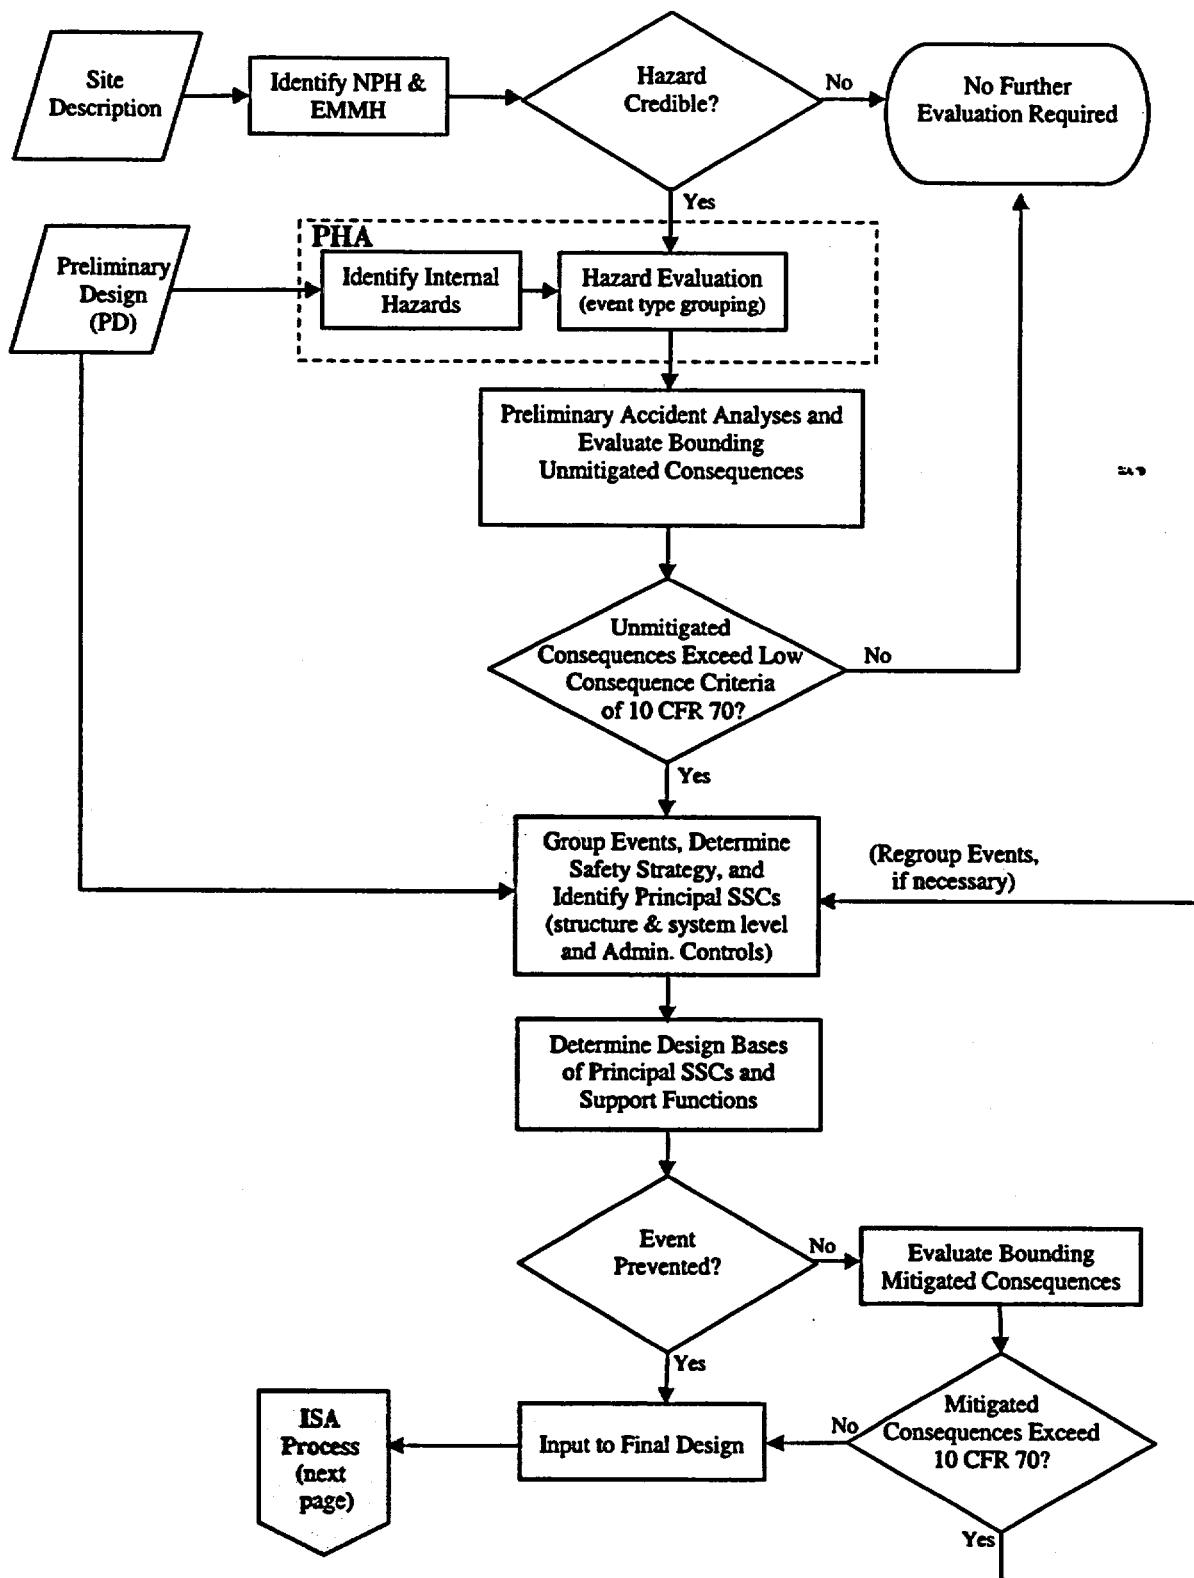 Site
Description
Identify NPH &
EMMH
Hazard
Credible?
No
No Further
Evaluation Required
Yes
PHA
Preliminary
Design
(PD)
Identify Internal
Hazards
Hazard Evaluation
(event type grouping)
Preliminary Accident Analyses and
Evaluate Bounding
Unmitigated Consequences
Unmitigated
Consequences Exceed Low
Consequence Criteria
of 10 CFR 70?
No
Yes
Group Events, Determine
Safety Strategy, and
Identify Principal SSCs
(structure & system level
and Admin. Controls)
(Regroup Events,
if necessary)
Determine Design Bases
of Principal SSCs and
Support Functions
Event
Prevented?
No
Evaluate Bounding
Mitigated Consequences
Yes
ISA
Process
(next
page)
Input to Final Design
No
Mitigated
Consequences Exceed
10 CFR 70?
Yes